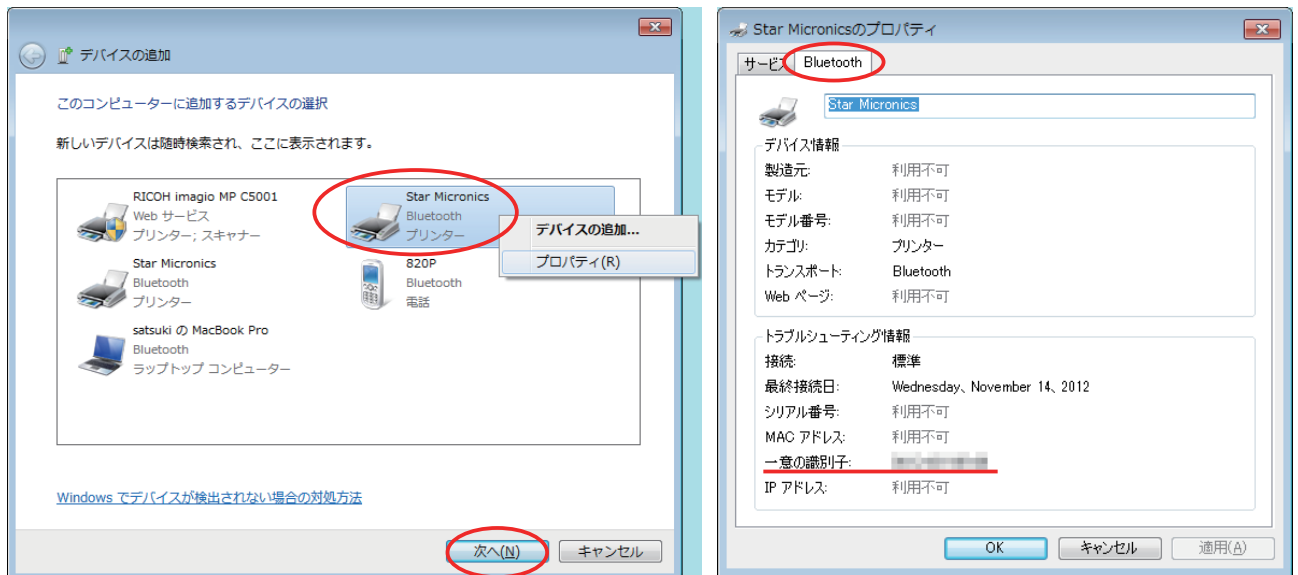 デバイスの追加
このコンピューターに追加するデバイスの選択
新しいデバイスは随時検索され、ここに表示されます。
RICOH imagio MP C5001
Web サービス
プリンター; スキャナー
Star Micronics
Bluetooth
プリンター
デバイスの追加...
プロパティ(R)
Star Micronics
Bluetooth
プリンター
820P
Bluetooth
電話
satsuki の MacBook Pro
Bluetooth
ラップトップ コンピューター
Windows でデバイスが検出されない場合の対処方法
次へ(N)
キャンセル
Star Micronicsのプロパティ
サービス
Bluetooth
Star Micronics
デバイス情報
製造元: 利用不可
モデル: 利用不可
モデル番号: 利用不可
カテゴリ: プリンター
トランスポート: Bluetooth
Web ページ: 利用不可
トラブルシューティング情報
接続: 標準
最終接続日: Wednesday、November 14、2012
シリアル番号: 利用不可
MAC アドレス: 利用不可
一意の識別子:
IP アドレス: 利用不可
OK
キャンセル
適用(A)